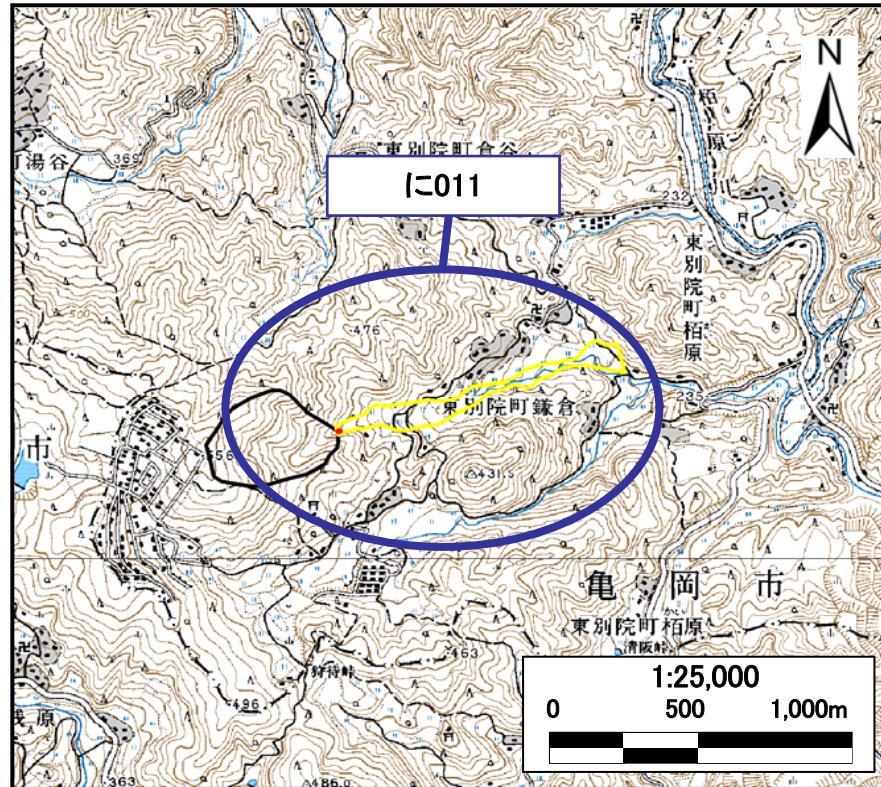 N
369
町湯谷
東別院町倉谷
栢原川
232
に011
東別院町栢原
476
235
東別院町鎌倉
市
431.5
亀岡市
かい
東別院町栢原
清阪峠
463
狩待峠
496
1:25,000
0 500 1,000m
原
363
486.0